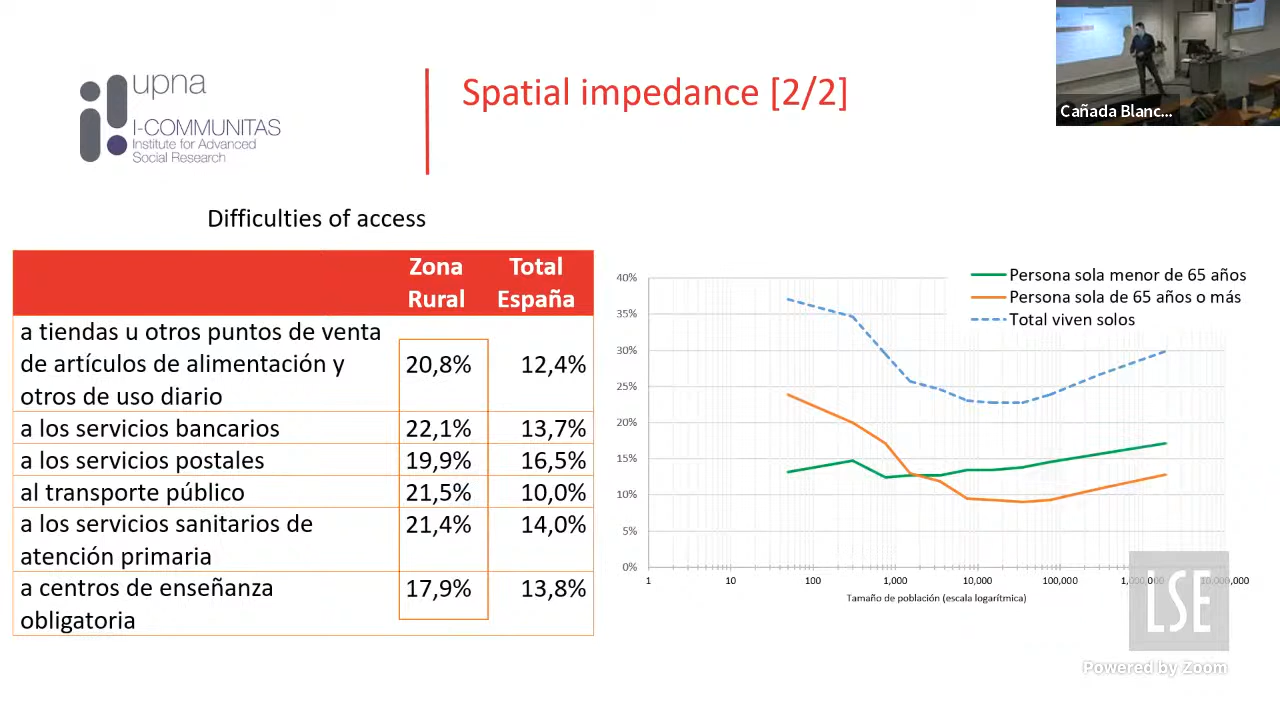 upna
I-COMMUNITAS
Institute for Advanced
Social Research
Spatial impedance [2/2]
Cañada Blanc...
Difficulties of access
Zona Rural
Total España
a tiendas u otros puntos de venta
de artículos de alimentación y
otros de uso diario
20,8%
12,4%
a los servicios bancarios
22,1%
13,7%
a los servicios postales
19,9%
16,5%
al transporte público
21,5%
10,0%
a los servicios sanitarios de
atención primaria
21,4%
14,0%
a centros de enseñanza
obligatoria
17,9%
13,8%
Persona sola menor de 65 años
Persona sola de 65 años o más
Total viven solos
40%
35%
30%
25%
20%
15%
10%
5%
0%
1
10
100
1,000
10,000
100,000
1,000,000
10,000,000
Tamaño de población (escala logarítmica)
LSE
Powered by Zoom